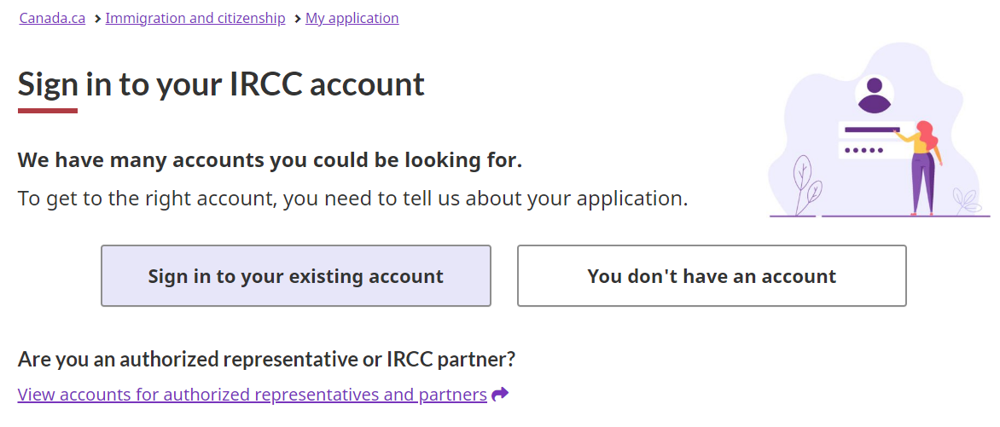 Canada.ca > Immigration and citizenship > My application
Sign in to your IRCC account
We have many accounts you could be looking for.
To get to the right account, you need to tell us about your application.
Sign in to your existing account
You don't have an account
Are you an authorized representative or IRCC partner?
View accounts for authorized representatives and partners